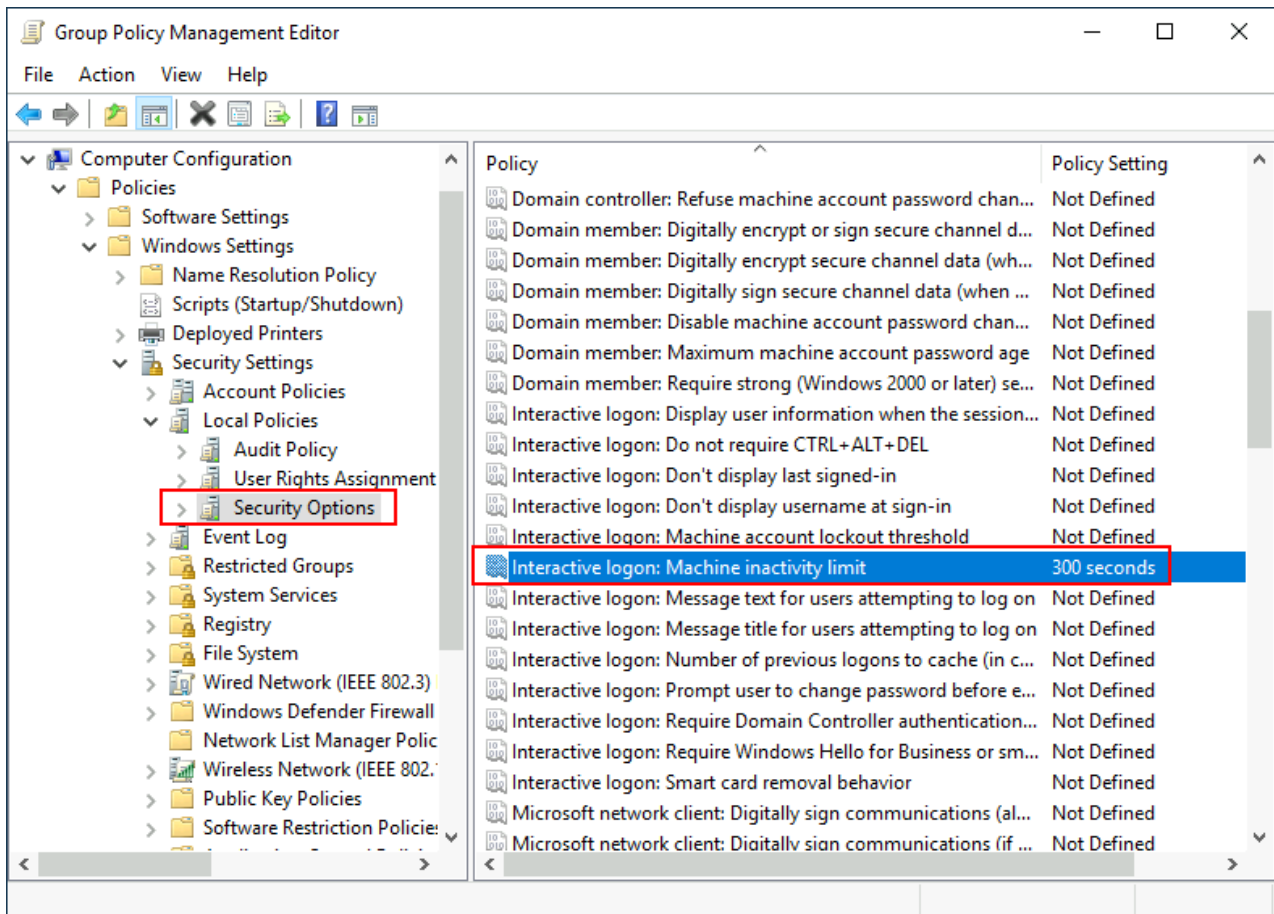 Group Policy Management Editor
File Action View Help
Computer Configuration
Policies
Software Settings
Windows Settings
Name Resolution Policy
Scripts (Startup/Shutdown)
Deployed Printers
Security Settings
Account Policies
Local Policies
Audit Policy
User Rights Assignment
Security Options
Event Log
Restricted Groups
System Services
Registry
File System
Wired Network (IEEE 802.3)
Windows Defender Firewall
Network List Manager Polic
Wireless Network (IEEE 802.
Public Key Policies
Software Restriction Policie
Policy Policy Setting
Domain controller: Refuse machine account password chan... Not Defined
Domain member: Digitally encrypt or sign secure channel d... Not Defined
Domain member: Digitally encrypt secure channel data (wh... Not Defined
Domain member: Digitally sign secure channel data (when ... Not Defined
Domain member: Disable machine account password chan... Not Defined
Domain member: Maximum machine account password age Not Defined
Domain member: Require strong (Windows 2000 or later) se... Not Defined
Interactive logon: Display user information when the session... Not Defined
Interactive logon: Do not require CTRL+ALT+DEL Not Defined
Interactive logon: Don't display last signed-in Not Defined
Interactive logon: Don't display username at sign-in Not Defined
Interactive logon: Machine account lockout threshold Not Defined
Interactive logon: Machine inactivity limit 300 seconds
Interactive logon: Message text for users attempting to log on Not Defined
Interactive logon: Message title for users attempting to log on Not Defined
Interactive logon: Number of previous logons to cache (in c... Not Defined
Interactive logon: Prompt user to change password before e... Not Defined
Interactive logon: Require Domain Controller authentication... Not Defined
Interactive logon: Require Windows Hello for Business or sm... Not Defined
Interactive logon: Smart card removal behavior Not Defined
Microsoft network client: Digitally sign communications (al... Not Defined
Microsoft network client: Digitally sign communications (if ... Not Defined